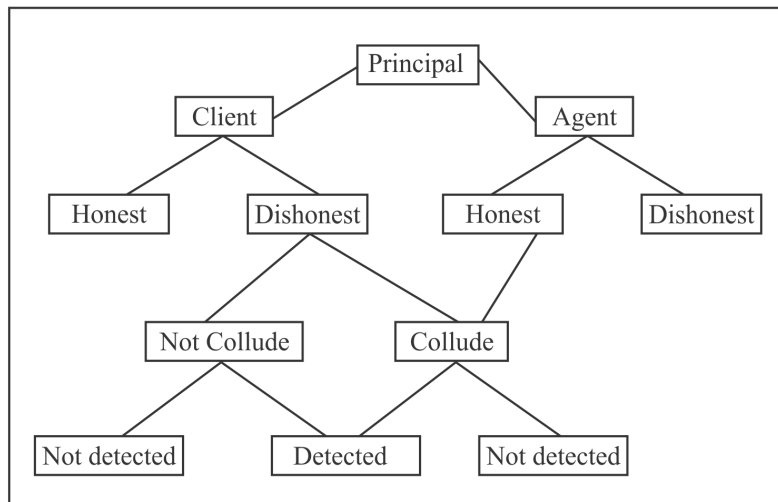 Principal
Client
Agent
Honest
Dishonest
Honest
Dishonest
Not Collude
Collude
Not detected
Detected
Not detected